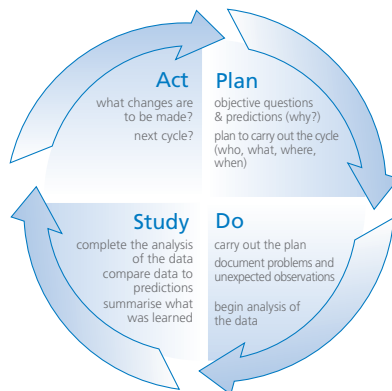 Act
what changes are
to be made?
next cycle?
Plan
objective questions
& predictions (why?)
plan to carry out the cycle
(who, what, where,
when)
Study
complete the analysis
of the data
compare data to
predictions
summarise what
was learned
Do
carry out the plan
document problems and
unexpected observations
begin analysis of
the data